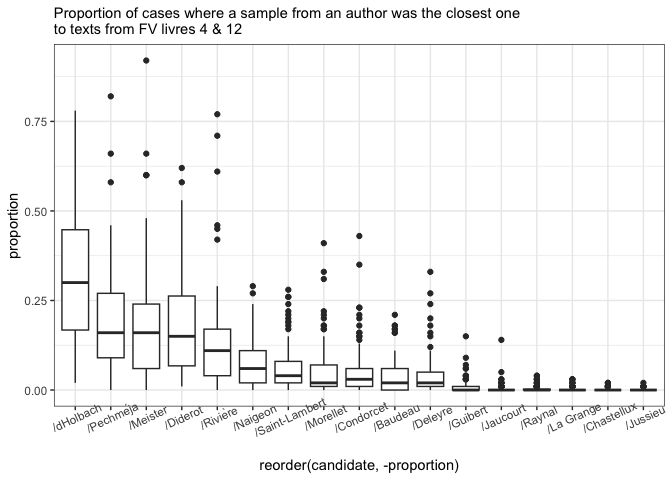 Proportion of cases where a sample from an author was the closest one
to texts from FV livres 4 & 12
proportion
0.75
0.50
0.25
0.00
/dHolbach
/Pechmeja
/Meister
/Diderot
/Rivière
/Naigeon
/Saint-Lambert
/Morellet
/Condorcet
/Baudeau
/Deleyre
/Guibert
/Jaucourt
/Raynal
/La Grange
/Chastellux
/Jussieu
reorder(candidate, -proportion)